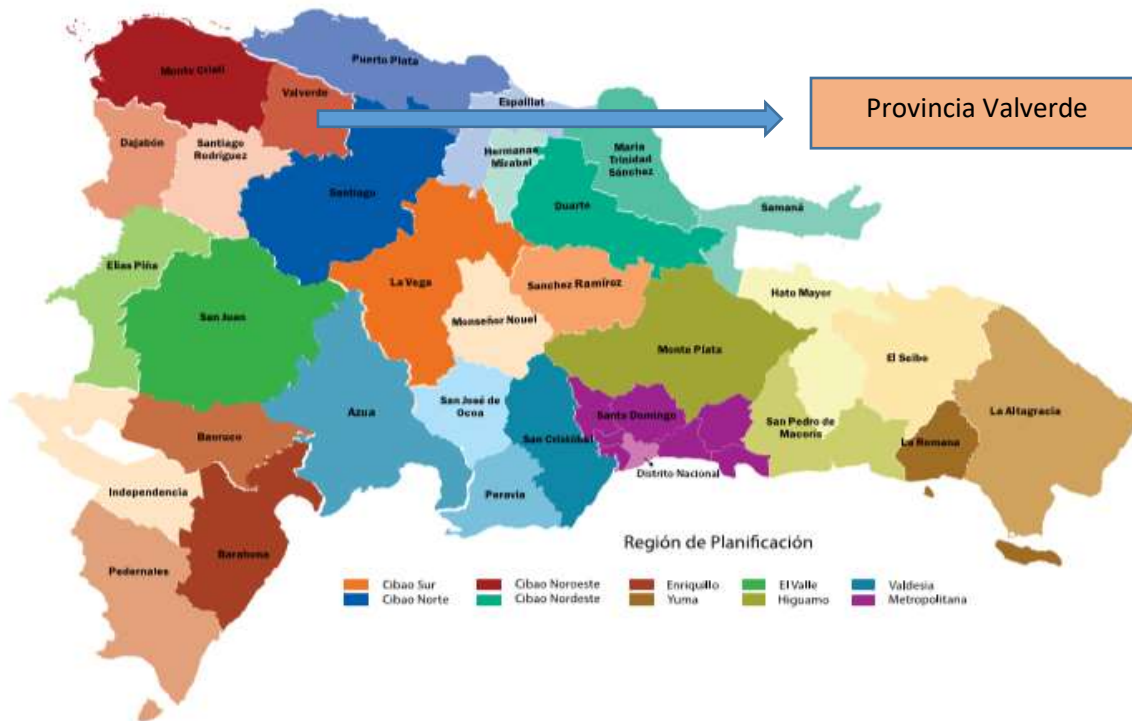 Puerto Plata
Monte Cristi
Valverde
Provincia Valverde
Espaillat
Dajabón
Santiago
Rodríguez
Hermanas
Mirabal
María
Trinidad
Sánchez
Santiago
Duarte
Samaná
Elías Piña
La Vega
Sanchez Ramíroz
Hato Mayor
San Juan
Monseñor Nouel
Monte Plata
El Seibo
San José de
Ocoa
Azua
Santa Domingo
La Altagracia
Baoruco
San Cristóbal
San Pedro de
Macorís
La Romana
Distrito Nacional
Independencia
Peravia
Región de Planificación
Barahona
Pedernales
Cibao Sur
Cibao Noroeste
Enriquillo
El Valle
Valdesia
Cibao Norte
Cibao Nordeste
Yuma
Higuamo
Metropolitana